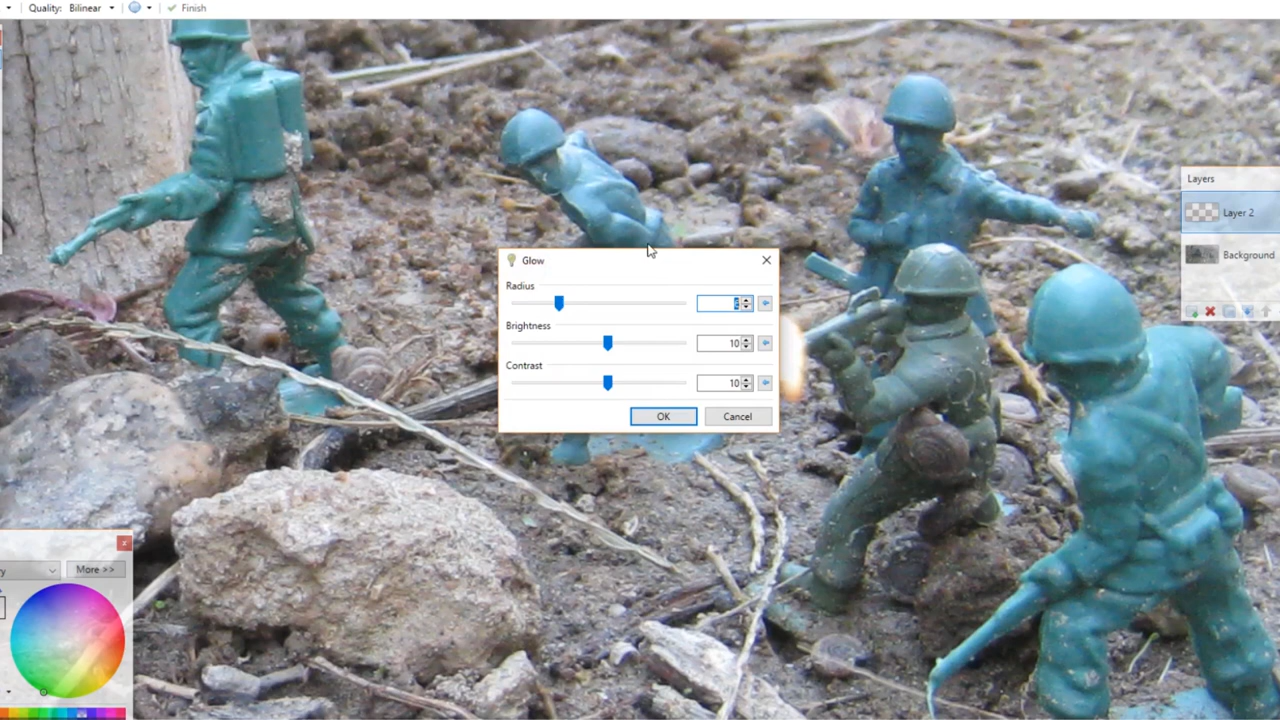 Quality: Bilinear
Finish
Glow
Radius
Brightness
10
Contrast
10
OK
Cancel
Layers
Layer 2
Background
More >>